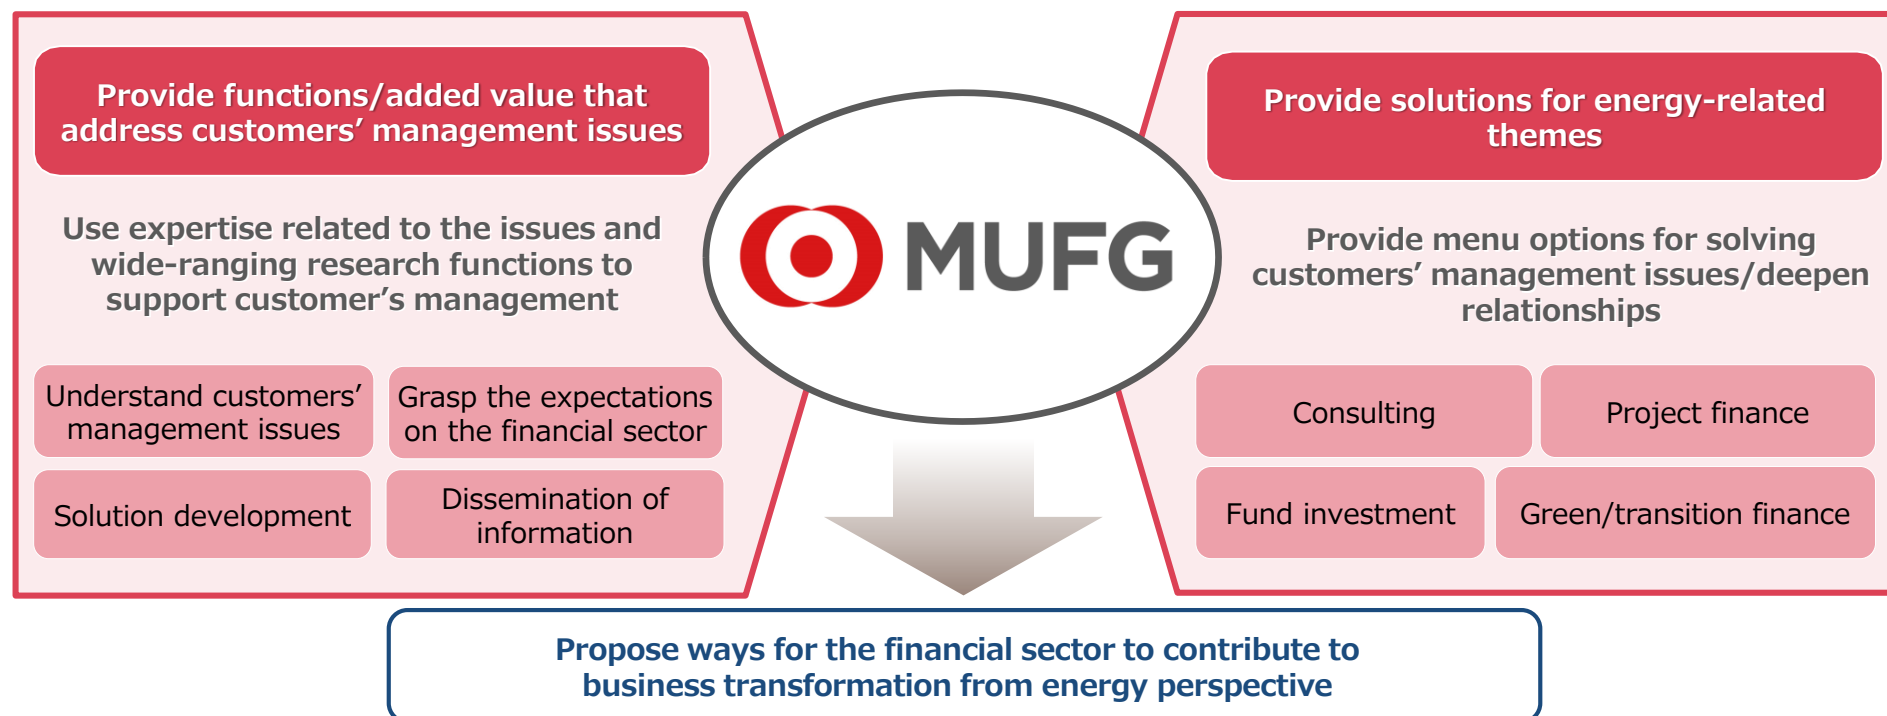 Provide functions/added value that
address customers’ management issues
Use expertise related to the issues and
wide-ranging research functions to
support customer’s management
Understand customers’
management issues
Grasp the expectations
on the financial sector
Solution development
Dissemination of
information
MUFG
Provide solutions for energy-related
themes
Provide menu options for solving
customers’ management issues/deepen
relationships
Consulting
Project finance
Fund investment
Green/transition finance
Propose ways for the financial sector to contribute to
business transformation from energy perspective